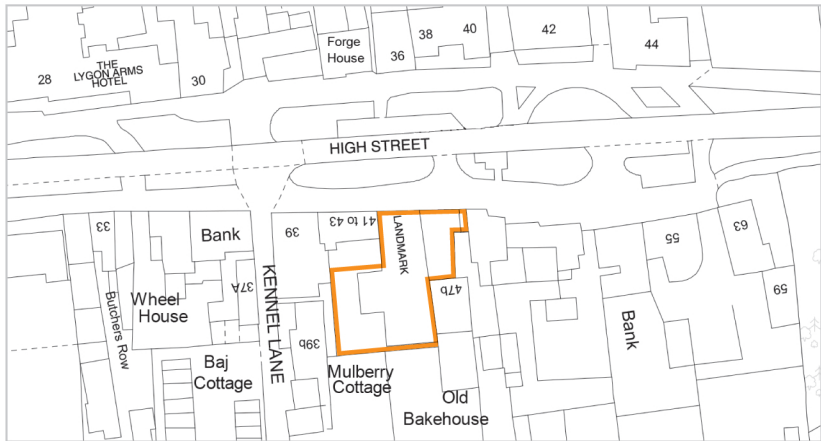 38
40
42
44
Forge
House
36
THE
LYGON ARMS
HOTEL
28
30
HIGH STREET
33
Bank
39
41 to 43
LANDMARK
55
63
59
37A
KENNEL LANE
Butchers Row
Wheel
House
47b
39b
Bank
Baj
Cottage
Mulberry
Cottage
Old
Bakehouse